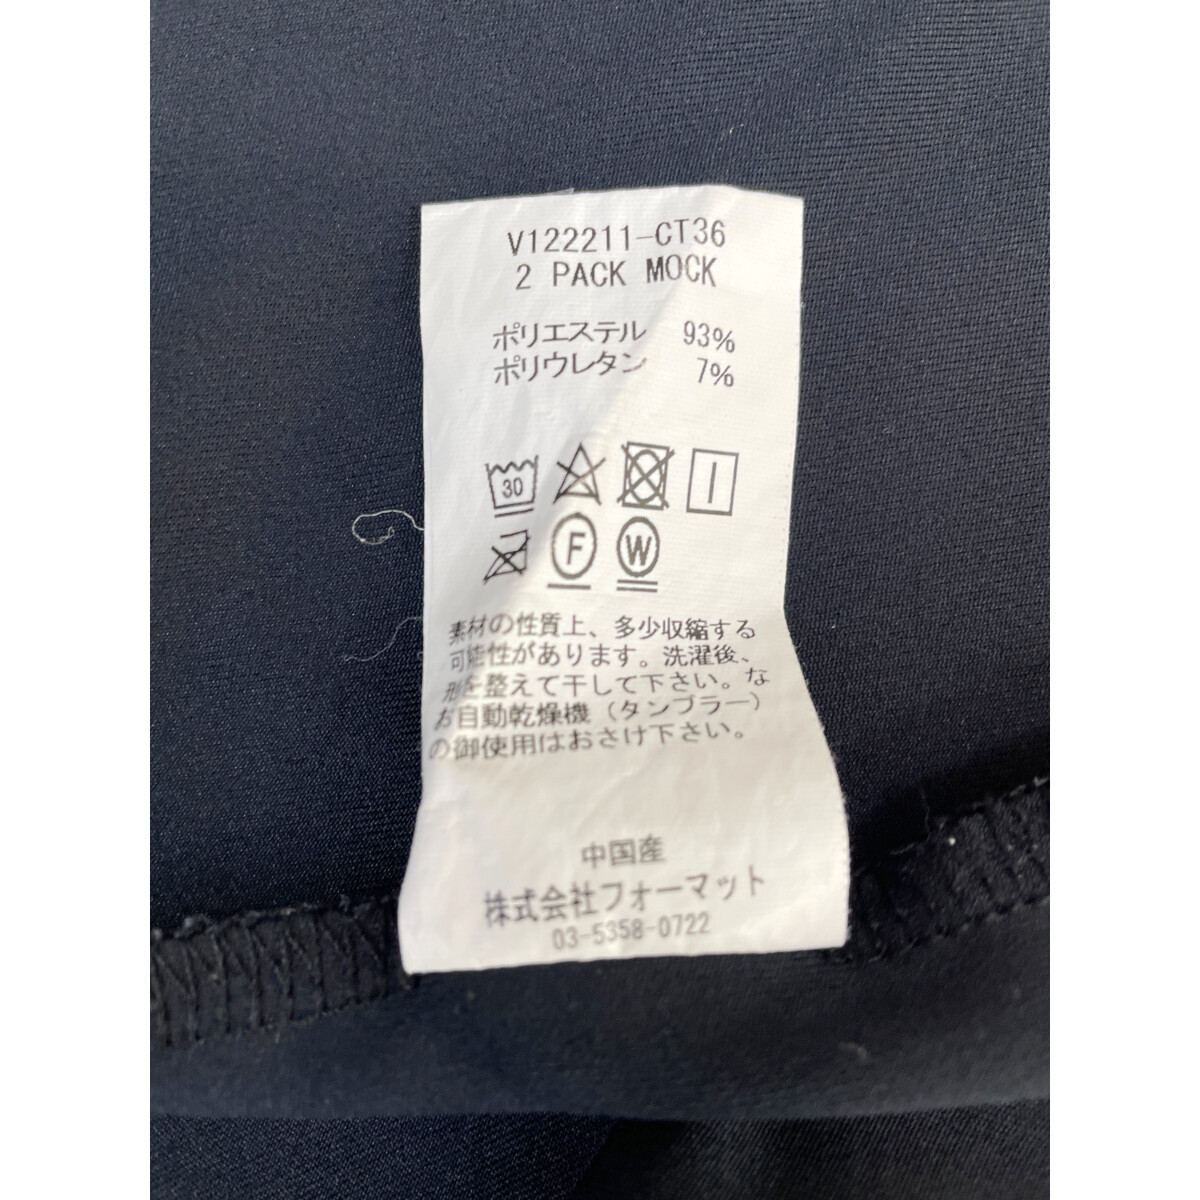 V122211-CT36
2 PACK MOCK
ポリエステル 93%
ポリウレタン 7%
30
F W
素材の性質上、多少収縮する
可能性があります。洗濯後、
形を整えて干して下さい。な
お自動乾燥機（タンブラー）
の御使用はおさけ下さい。
中国産
株式会社フォーマット
03-5358-0722